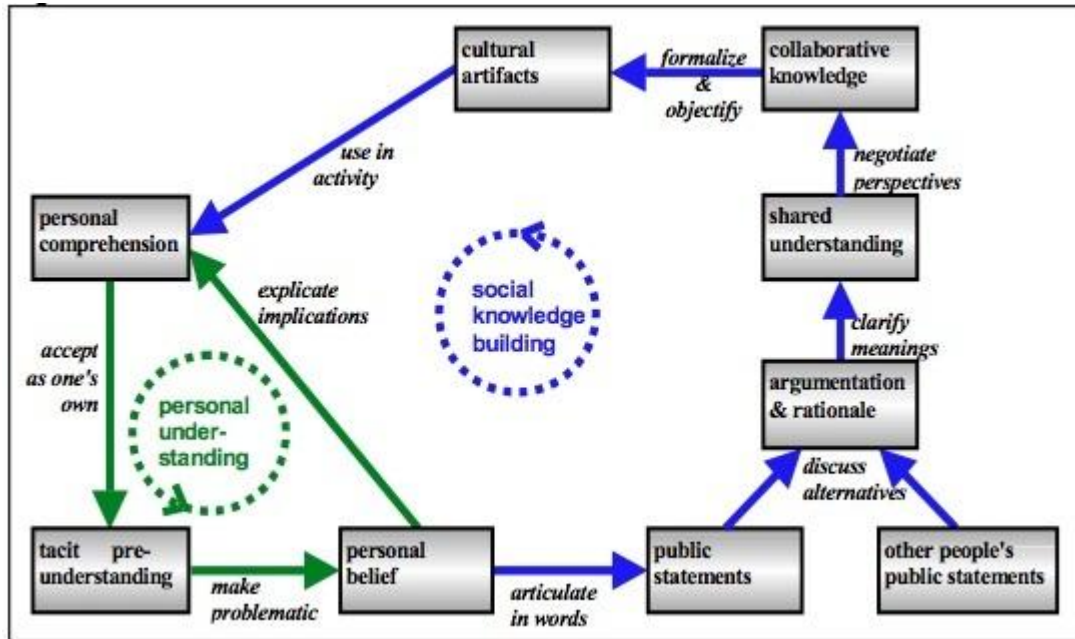 cultural
artifacts
formalize
&
objectify
collaborative
knowledge
use in
activity
negotiate
perspectives
personal
comprehension
shared
understanding
explicate
implications
social
knowledge
building
clarify
meanings
accept
as one's
own
personal
under-
standing
argumentation
& rationale
discuss
alternatives
tacit pre-
understanding
make
problematic
personal
belief
articulate
in words
public
statements
other people's
public statements